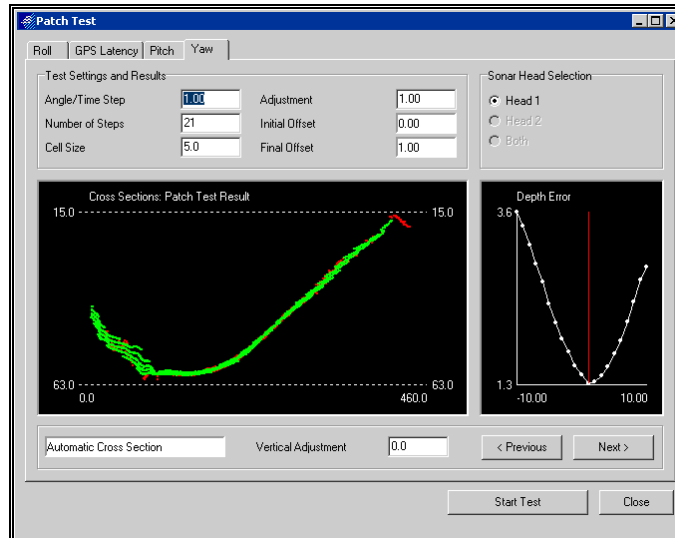 Patch Test
Roll GPS Latency Pitch Yaw
Test Settings and Results
Angle/Time Step 1.00 Adjustment 1.00
Number of Steps 21 Initial Offset 0.00
Cell Size 5.0 Final Offset 1.00
Sonar Head Selection
Head 1
Head 2
Both
Cross Sections: Patch Test Result
15.0 15.0
63.0 63.0
0.0 460.0
Depth Error
3.6
1.3
-10.00 10.00
Automatic Cross Section Vertical Adjustment 0.0 < Previous Next >
Start Test Close